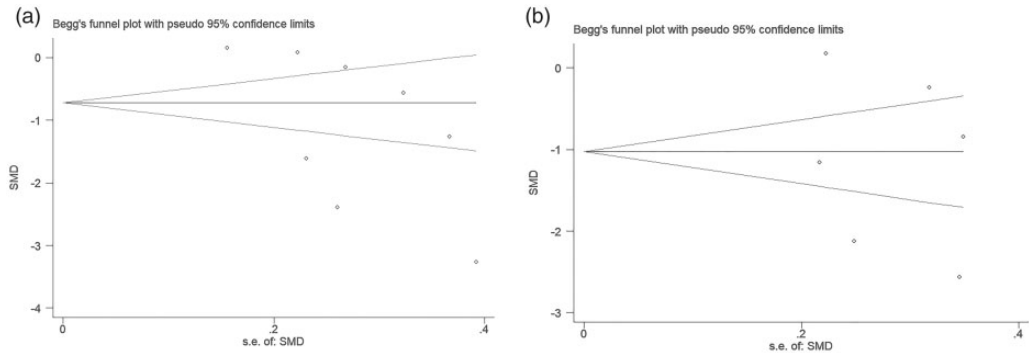 (a)
Begg's funnel plot with pseudo 95% confidence limits
SMD
0
-1
-2
-3
-4
0
.2
.4
s.e. of: SMD
(b)
Begg's funnel plot with pseudo 95% confidence limits
SMD
0
-1
-2
-3
0
.2
.4
s.e. of: SMD